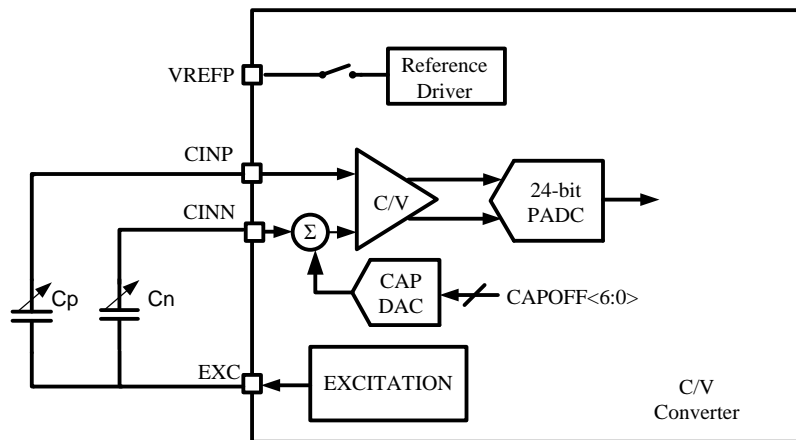 VREFP
Reference
Driver
CINP
C/V
24-bit
PADC
CINN
Σ
CAP
DAC
CAPOFF<6:0>
Cp
Cn
EXC
EXCITATION
C/V
Converter